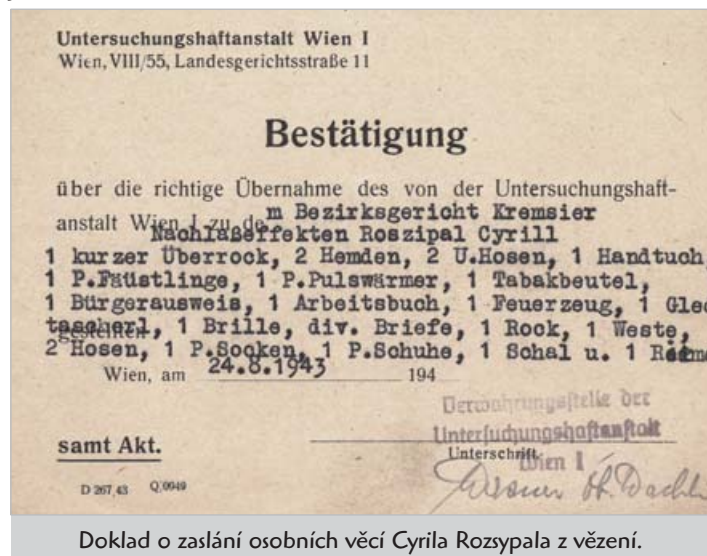 Untersuchungshaftanstalt Wien I
Wien, VIII/55, Landesgerichtsstraße 11
Bestätigung
über die richtige Übernahme des von der Untersuchungshaft-
anstalt Wien I zu dem Bezirksgericht Kremsier
Nachlaßeffekten Roszipal Cyrill
1 kurzer Überrock, 2 Hemden, 2 U.Hosen, 1 Handtuch,
1 P.Fäustlinge, 1 P.Pulswärmer, 1 Tabakbeutel,
1 Bürgerausweis, 1 Arbeitsbuch, 1 Feuerzeug, 1
tascherl, 1 Brille, div. Briefe, 1 Rock, 1 Weste,
gestellten
2 Hosen, 1 P.Socken, 1 P.Schuhe, 1 Schal u. 1
Wien, am 24.8.1943 194
Verwahrungsstelle der
Untersuchungshaftanstalt
Wien I
samt Akt.
Unterschrift.
D 267, 43 Q/0949
Doklad o zaslání osobních věcí Cyrila Rozsypala z vězení.